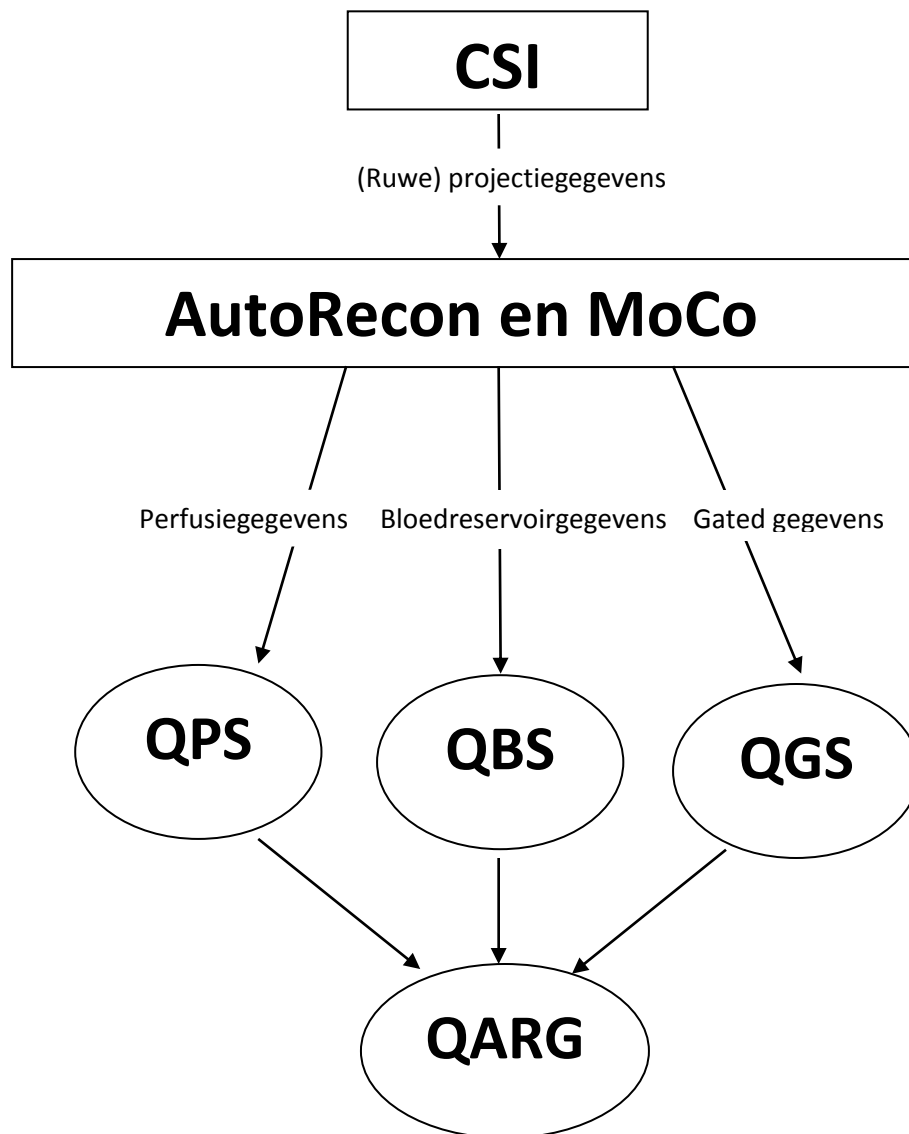 CSI
(Ruwe) projectiegegevens
AutoRecon en MoCo
Perfusiegegevens
Bloedreservoirgegevens
Gated gegevens
QPS
QBS
QGS
QARG